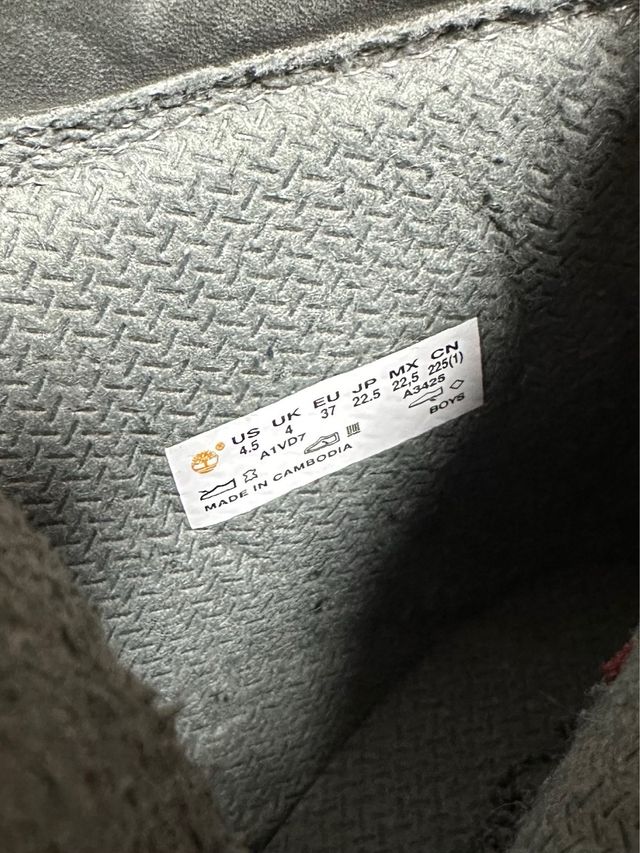 US UK EU JP MX CN
4.5 4 37 22.5 22,5 225(1)
A1VD7 A3425
BOYS
MADE IN CAMBODIA